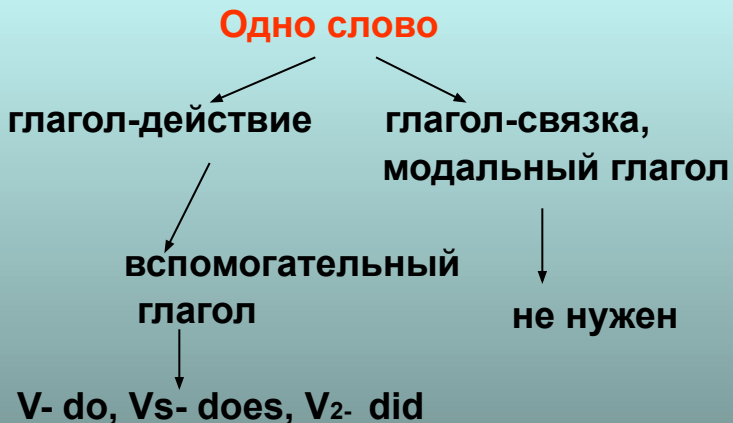 Одно слово
глагол-действие
глагол-связка,
модальный глагол
вспомогательный
глагол
не нужен
V- do, Vs- does, V2- did